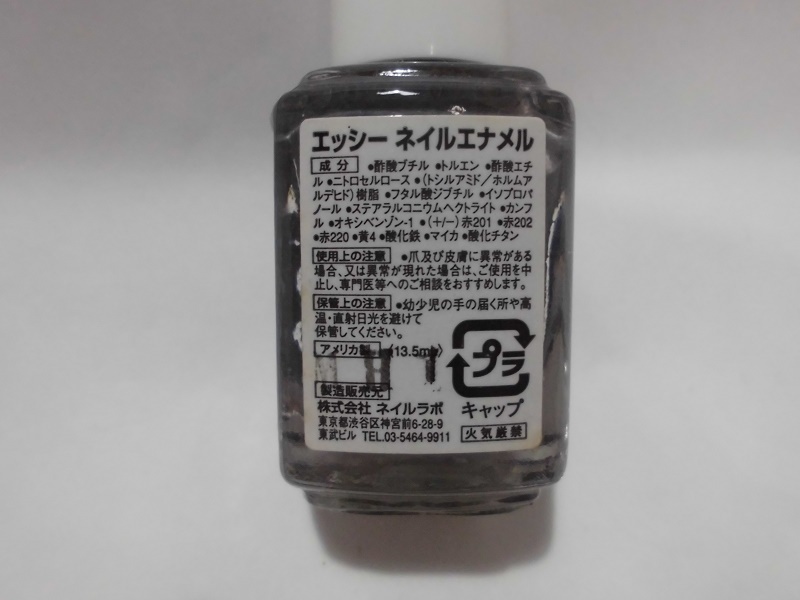 エッシー ネイルエナメル
成分 ●酢酸ブチル ●トルエン ●酢酸エチ
ル ●ニトロセルロース ●(トシルアミド/ホルムア
ルデヒド)樹脂 ●フタル酸ジブチル ●イソプロパ
ノール ●ステアラルコニウムヘクトライト ●カンフ
ル ●オキシベンゾン-1 ●(+/−)赤201 ●赤202
●赤220 ●黄4 ●酸化鉄 ●マイカ ●酸化チタン
使用上の注意 ●爪及び皮膚に異常がある
場合、又は異常が現れた場合は、ご使用を中
止し、専門医等へのご相談をおすすめします。
保管上の注意 ●幼少児の手の届く所や高
温・直射日光を避けて
保管してください。
アメリカ製 (13.5ml)
プラ
製造販売元
株式会社 ネイルラボ キャップ
東京都渋谷区神宮前6-28-9
東武ビル TEL.03-5464-9911 火気厳禁